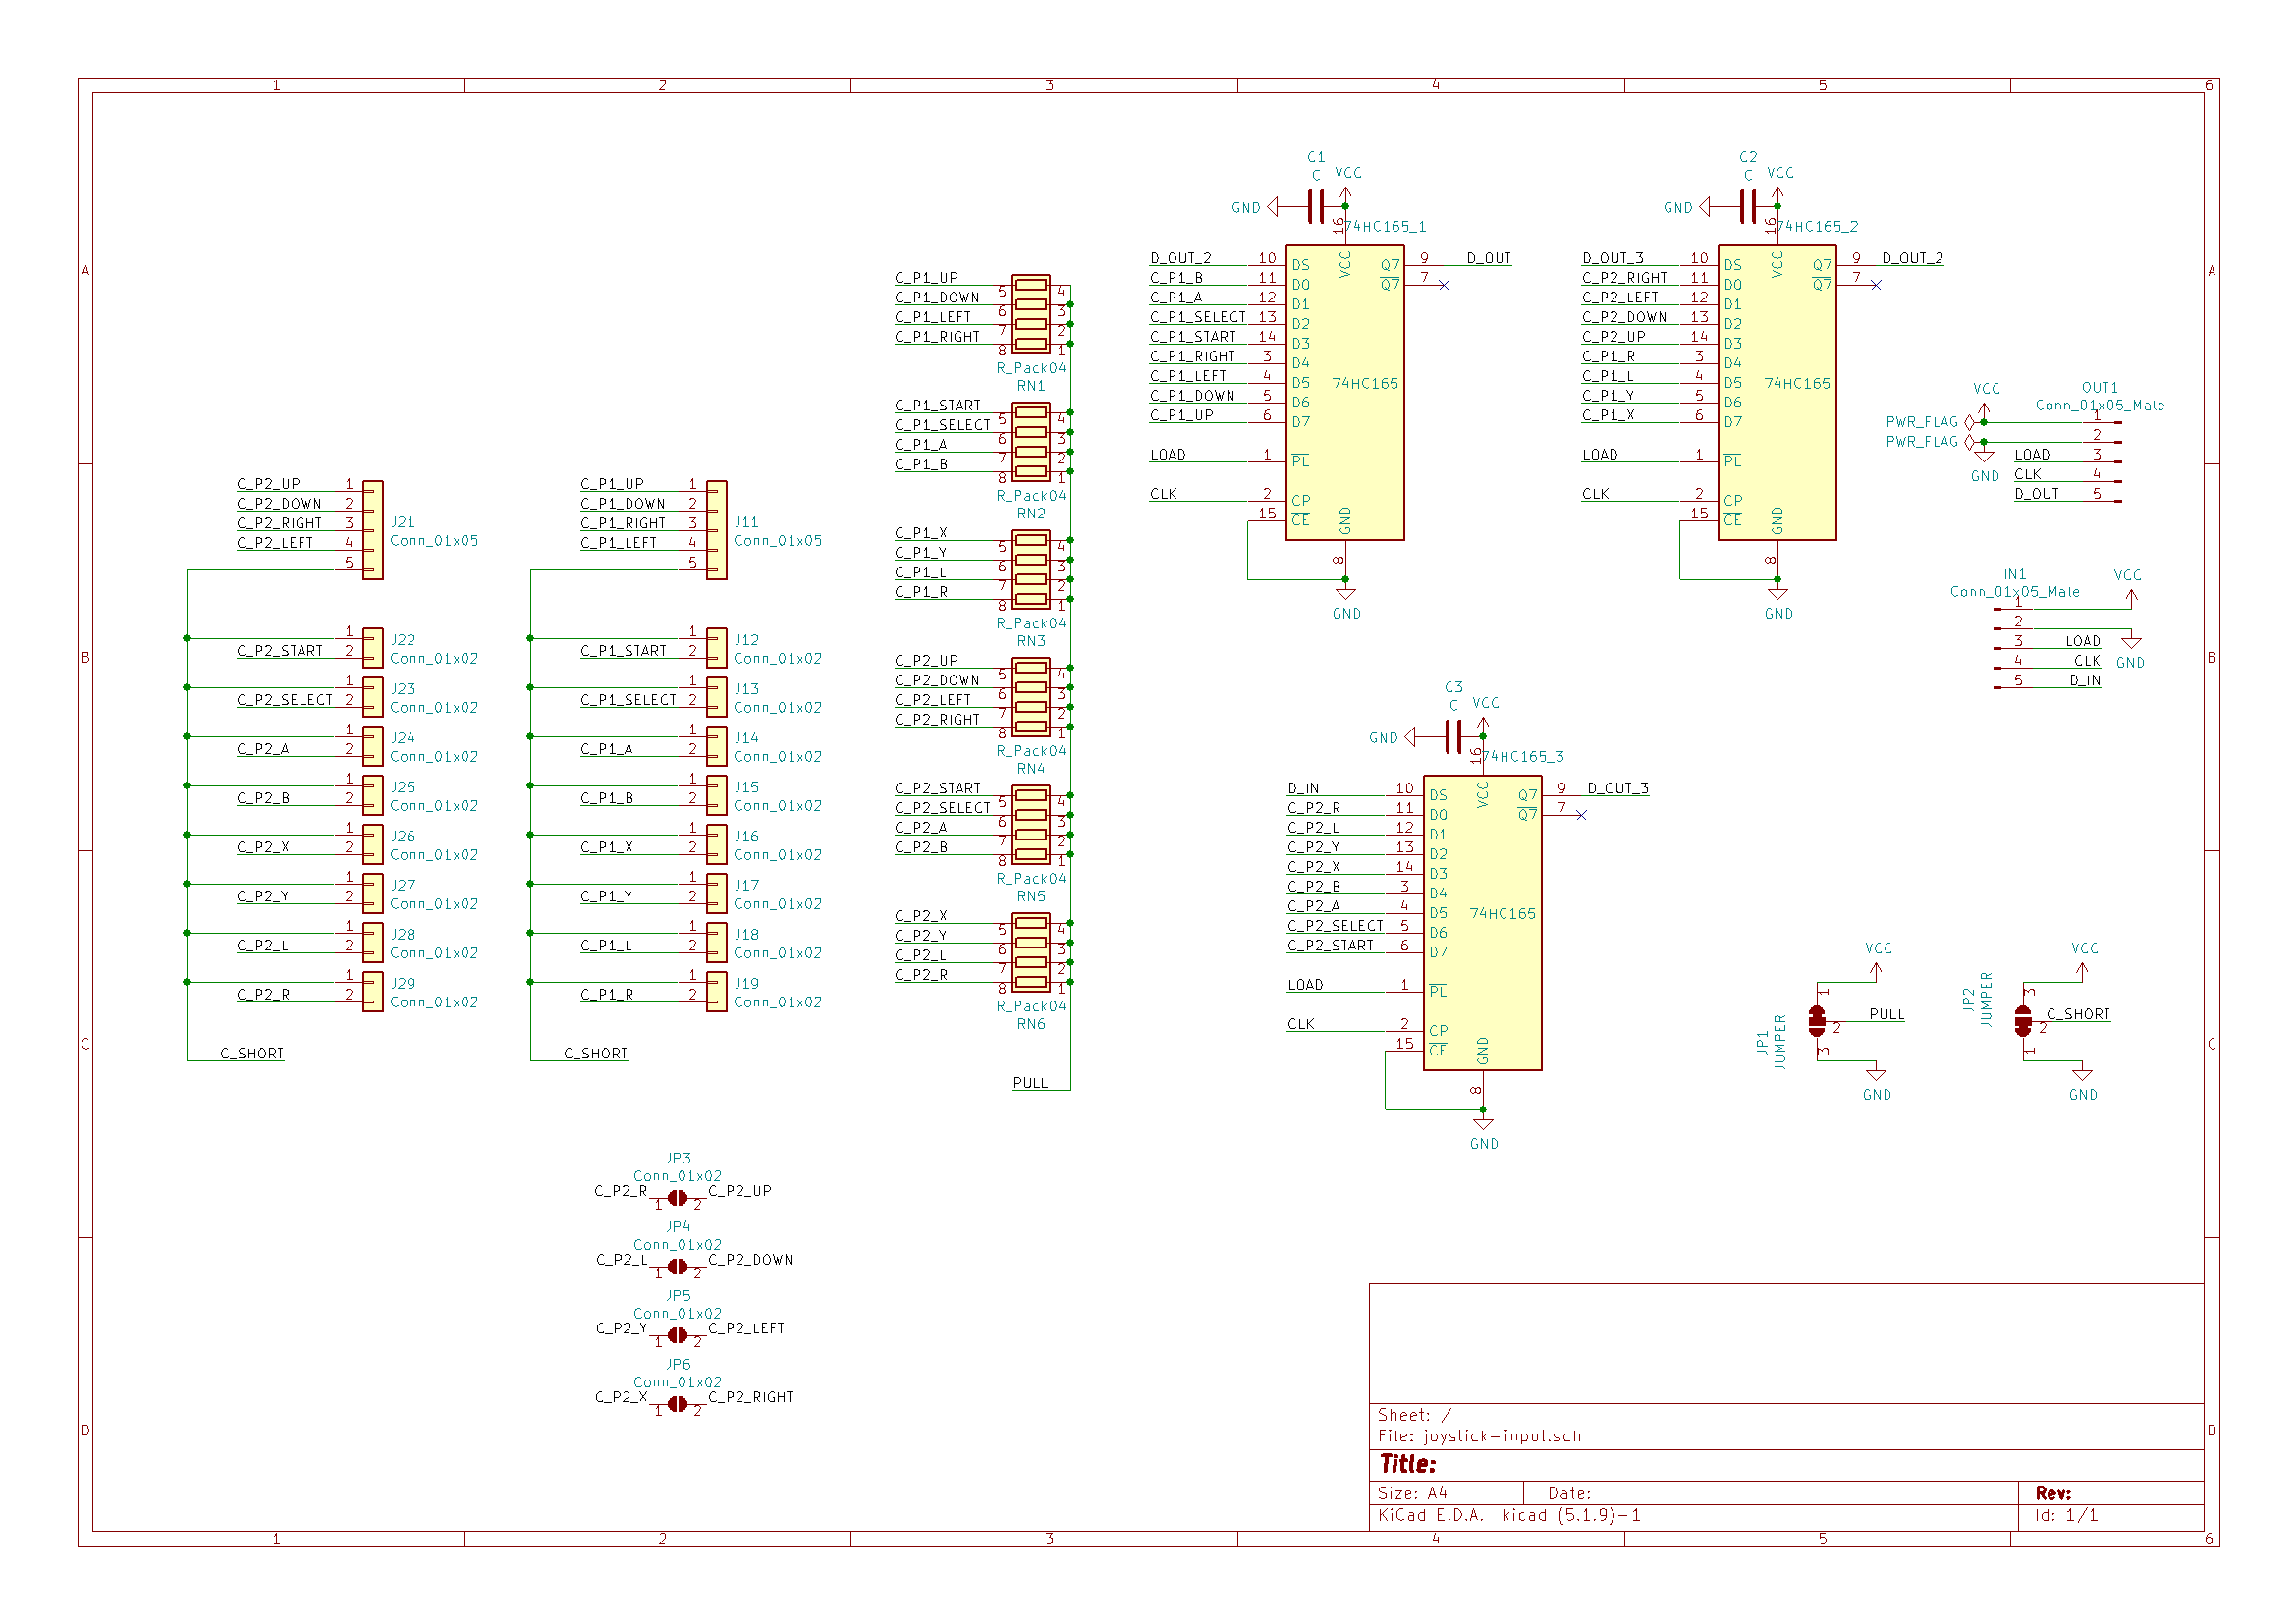 1 2 3 4 5 6
A
B
C
D
C_P2_UP 1
C_P2_DOWN 2
C_P2_RIGHT 3
C_P2_LEFT 4
5
J21
Conn_01x05
1 J22
C_P2_START 2 Conn_01x02
1 J23
C_P2_SELECT 2 Conn_01x02
1 J24
C_P2_A 2 Conn_01x02
1 J25
C_P2_B 2 Conn_01x02
1 J26
C_P2_X 2 Conn_01x02
1 J27
C_P2_Y 2 Conn_01x02
1 J28
C_P2_L 2 Conn_01x02
1 J29
C_P2_R 2 Conn_01x02
C_SHORT
C_P1_UP 1
C_P1_DOWN 2
C_P1_RIGHT 3
C_P1_LEFT 4
5
J11
Conn_01x05
1 J12
C_P1_START 2 Conn_01x02
1 J13
C_P1_SELECT 2 Conn_01x02
1 J14
C_P1_A 2 Conn_01x02
1 J15
C_P1_B 2 Conn_01x02
1 J16
C_P1_X 2 Conn_01x02
1 J17
C_P1_Y 2 Conn_01x02
1 J18
C_P1_L 2 Conn_01x02
1 J19
C_P1_R 2 Conn_01x02
C_SHORT
JP3
Conn_01x02
C_P2_R 1 2 C_P2_UP
JP4
Conn_01x02
C_P2_L 1 2 C_P2_DOWN
JP5
Conn_01x02
C_P2_Y 1 2 C_P2_LEFT
JP6
Conn_01x02
C_P2_X 1 2 C_P2_RIGHT
C_P1_UP 5 4
C_P1_DOWN 6 3
C_P1_LEFT 7 2
C_P1_RIGHT 8 1
R_Pack04
RN1
C_P1_START 5 4
C_P1_SELECT 6 3
C_P1_A 7 2
C_P1_B 8 1
R_Pack04
RN2
C_P1_X 5 4
C_P1_Y 6 3
C_P1_L 7 2
C_P1_R 8 1
R_Pack04
RN3
C_P2_UP 5 4
C_P2_DOWN 6 3
C_P2_LEFT 7 2
C_P2_RIGHT 8 1
R_Pack04
RN4
C_P2_START 5 4
C_P2_SELECT 6 3
C_P2_A 7 2
C_P2_B 8 1
R_Pack04
RN5
C_P2_X 5 4
C_P2_Y 6 3
C_P2_L 7 2
C_P2_R 8 1
R_Pack04
RN6
PULL
C1
C VCC
GND
16 74HC165_1
D_OUT_2 10 DS VCC Q7 9 D_OUT
C_P1_B 11 D0 Q7 7
C_P1_A 12 D1
C_P1_SELECT 13 D2
C_P1_START 14 D3
C_P1_RIGHT 3 D4
C_P1_LEFT 4 D5 74HC165
C_P1_DOWN 5 D6
C_P1_UP 6 D7
LOAD 1 PL
CLK 2 CP
15 CE GND
8
GND
C2
C VCC
GND
16 74HC165_2
D_OUT_3 10 DS VCC Q7 9 D_OUT_2
C_P2_RIGHT 11 D0 Q7 7
C_P2_LEFT 12 D1
C_P2_DOWN 13 D2
C_P2_UP 14 D3
C_P1_R 3 D4
C_P1_L 4 D5 74HC165
C_P1_Y 5 D6
C_P1_X 6 D7
LOAD 1 PL
CLK 2 CP
15 CE GND
8
GND
C3
C VCC
GND
16 74HC165_3
D_IN 10 DS VCC Q7 9 D_OUT_3
C_P2_R 11 D0 Q7 7
C_P2_L 12 D1
C_P2_Y 13 D2
C_P2_X 14 D3
C_P2_B 3 D4
C_P2_A 4 D5 74HC165
C_P2_SELECT 5 D6
C_P2_START 6 D7
LOAD 1 PL
CLK 2 CP
15 CE GND
8
GND
VCC OUT1
Conn_01x05_Male
PWR_FLAG 1
PWR_FLAG 2
GND
LOAD 3
CLK 4
D_OUT 5
IN1 VCC
Conn_01x05_Male
1
2
3 LOAD
4 CLK GND
5 D_IN
VCC
1
JP1
JUMPER
2 PULL
3
GND
VCC
3
JP2
JUMPER
2 C_SHORT
1
GND
Sheet: /
File: joystick-input.sch
Title:
Size: A4 Date: Rev:
KiCad E.D.A. kicad (5.1.9)-1 Id: 1/1
A
B
C
D
1 2 3 4 5 6